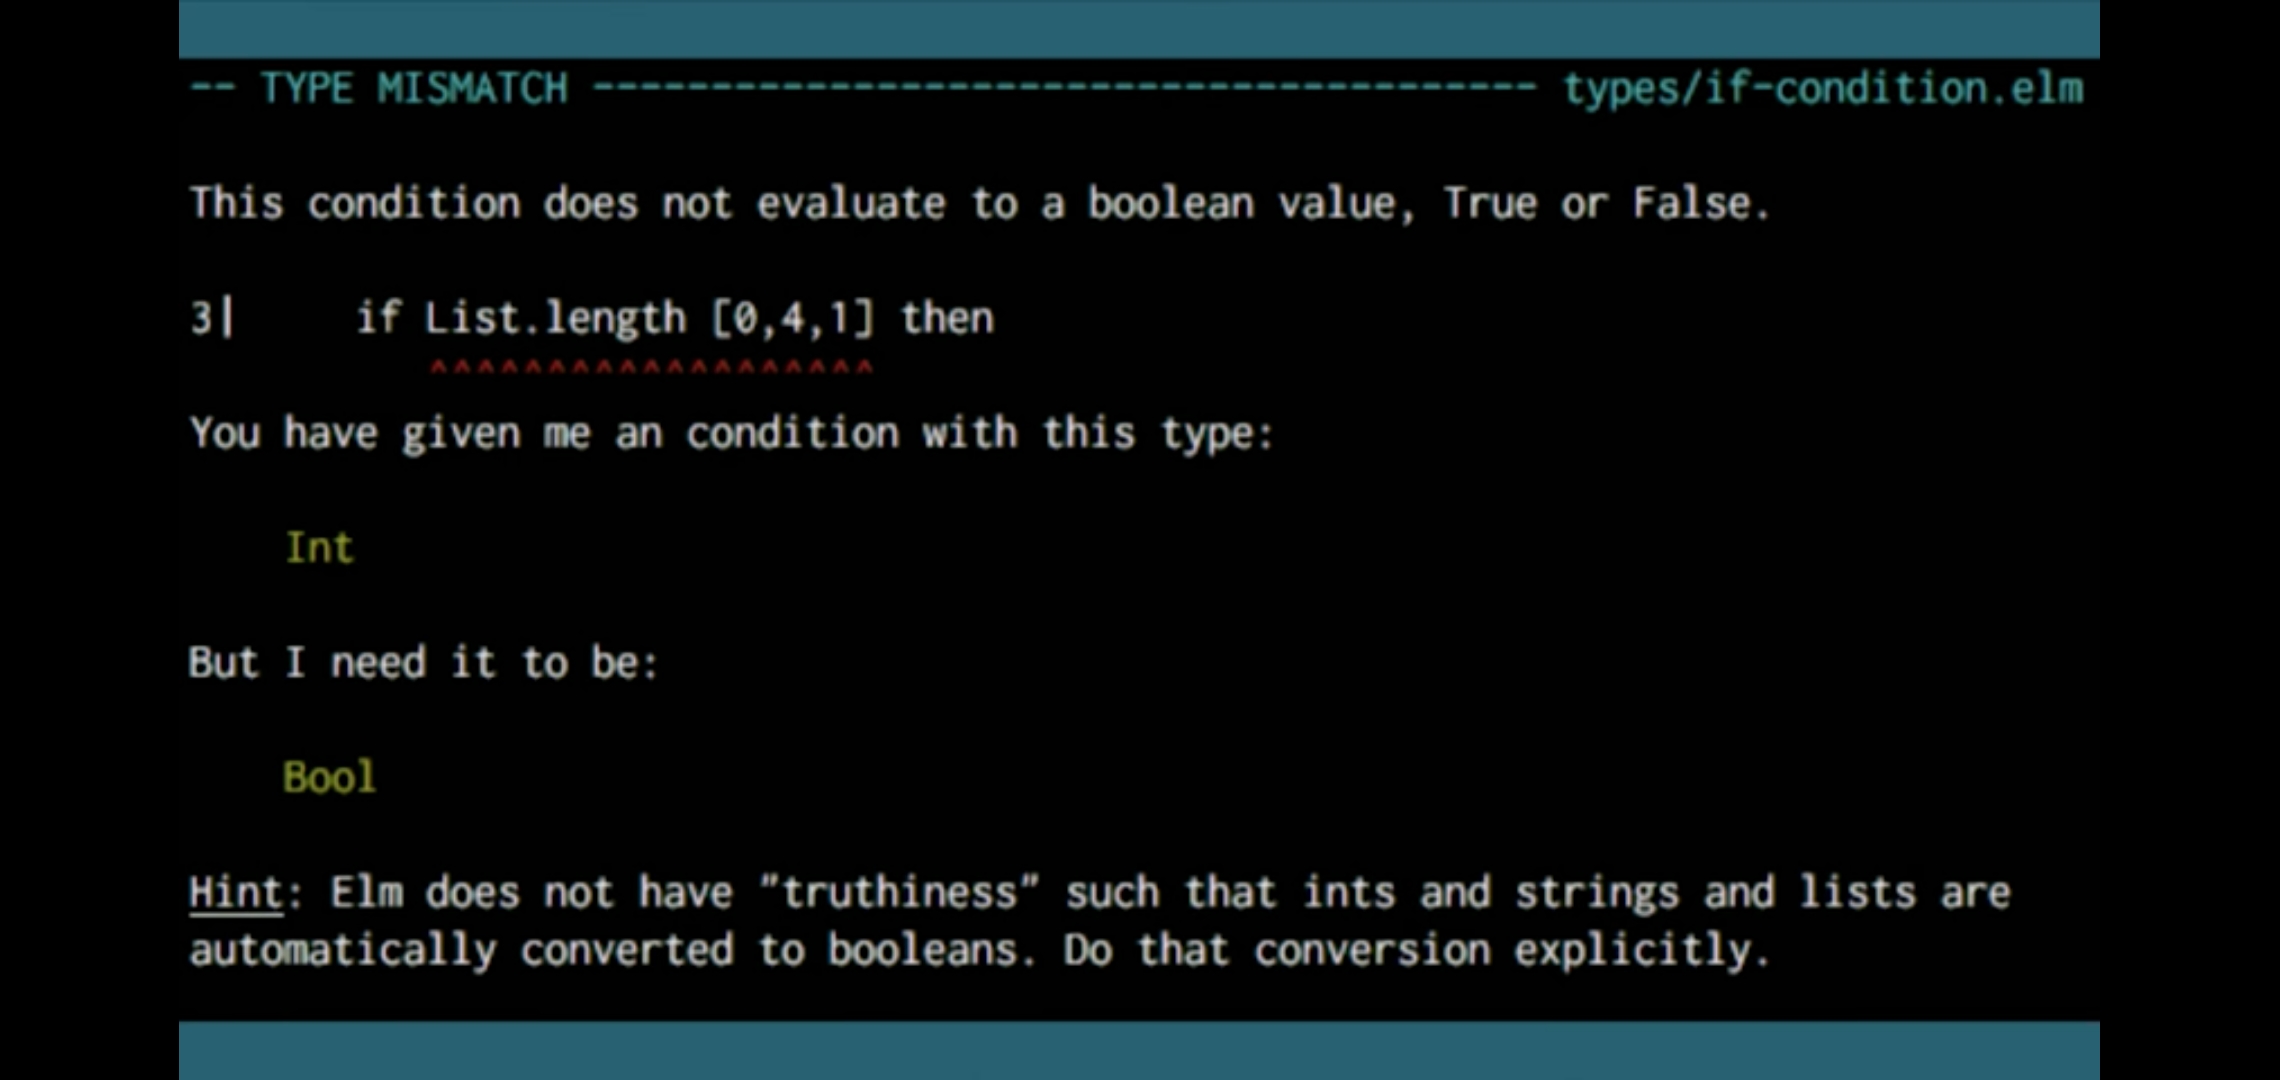 -- TYPE MISMATCH ---------------------------------------- types/if-condition.elm
This condition does not evaluate to a boolean value, True or False.
3|     if List.length [0,4,1] then
^^^^^^^^^^^^^^^^^^^
You have given me an condition with this type:
Int
But I need it to be:
Bool
Hint: Elm does not have "truthiness" such that ints and strings and lists are
automatically converted to booleans. Do that conversion explicitly.